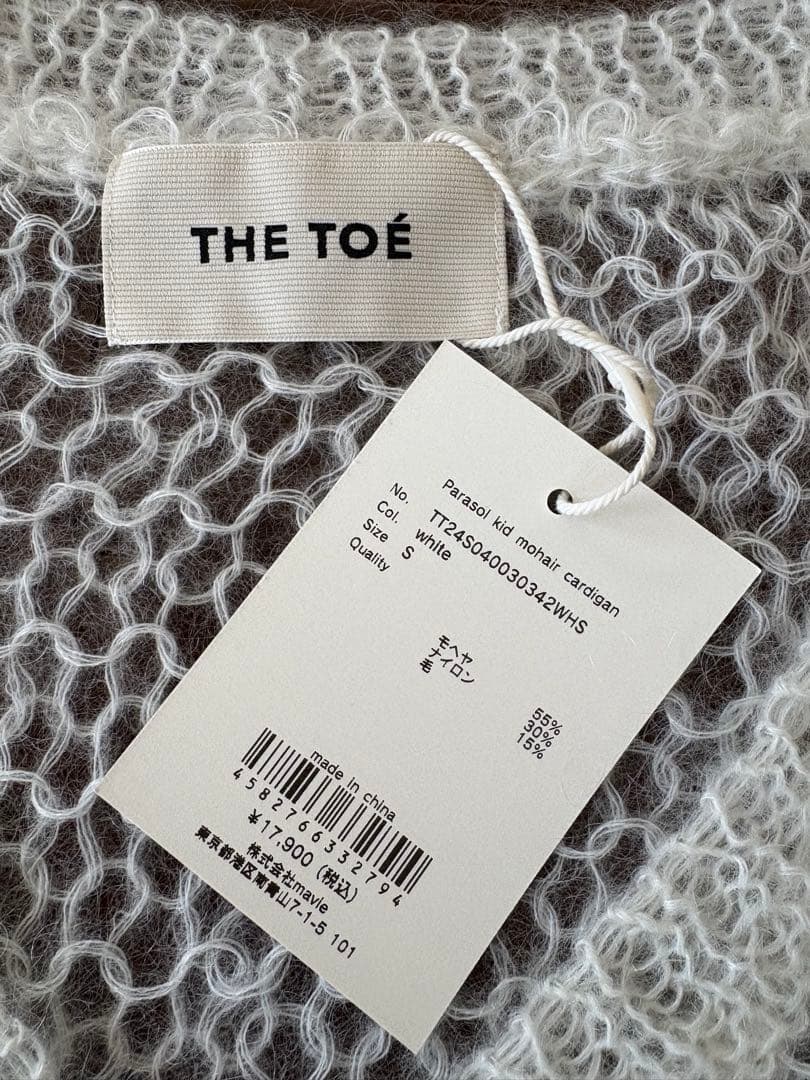 THE TOÉ
Parasol kid mohair cardigan
No. TT24S040030342WHS
Col. white
Size S
Quality
モヘヤ 55%
ナイロン 30%
毛 15%
made in china
4582766332794
¥17,900 (税込)
株式会社mavie
東京都港区南青山7-1-5 101